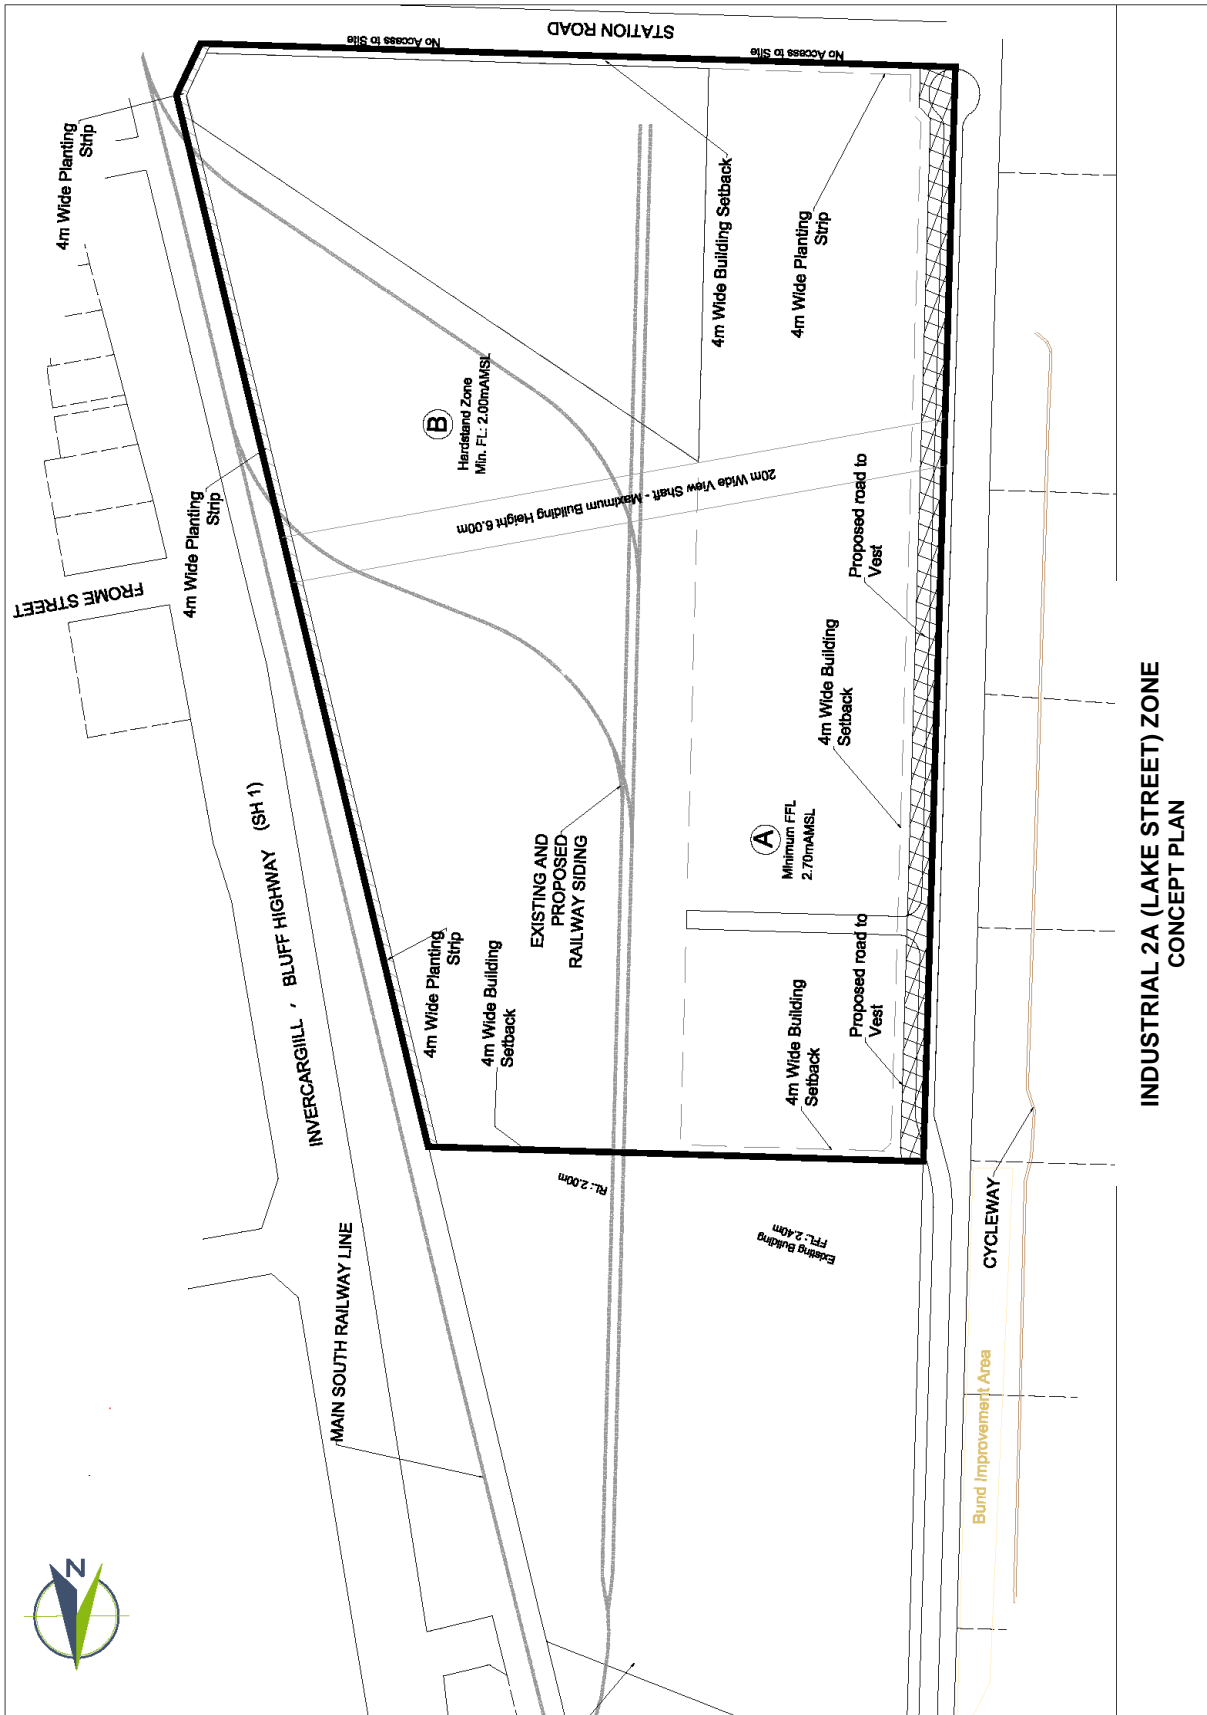 STATION ROAD
No Access to Site
No Access to Site
4m Wide Planting
Strip
4m Wide Building Setback
4m Wide Planting
Strip
B
Hardstand Zone
Min. FL: 2.00mAMSL
20m Wide View Shaft - Maximum Building Height 6.00m
4m Wide Planting
Strip
FROME STREET
Proposed road to
Vest
4m Wide Building
Setback
INVERCARGIILL / BLUFF HIGHWAY (SH 1)
A
Minimum FFL
2.70mAMSL
EXISTING AND
PROPOSED
RAILWAY SIDING
4m Wide Planting
Strip
4m Wide Building
Setback
4m Wide Building
Setback
Proposed road to
Vest
RL: 2.00m
Existing Building
FFL: 2.40m
CYCLEWAY
MAIN SOUTH RAILWAY LINE
Bund Improvement Area
N
INDUSTRIAL 2A (LAKE STREET) ZONE
CONCEPT PLAN